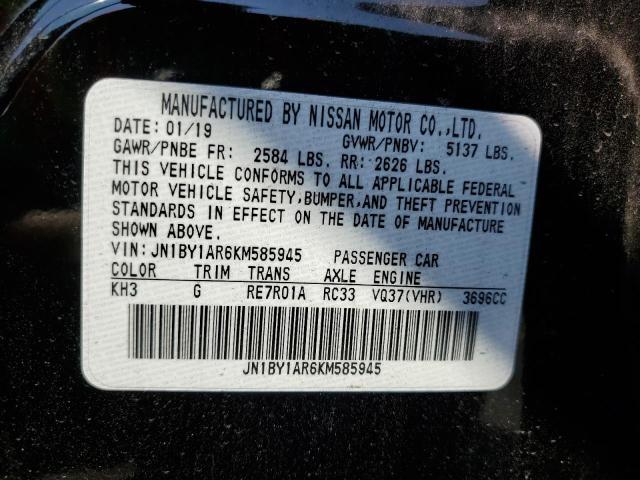 MANUFACTURED BY NISSAN MOTOR CO.,LTD.
DATE: 01/19 GVWR/PNBV: 5137 LBS.
GAWR/PNBE FR: 2584 LBS. RR: 2626 LBS.
THIS VEHICLE CONFORMS TO ALL APPLICABLE FEDERAL
MOTOR VEHICLE SAFETY,BUMPER,AND THEFT PREVENTION
STANDARDS IN EFFECT ON THE DATE OF MANUFACTURE
SHOWN ABOVE.
VIN: JN1BY1AR6KM585945 PASSENGER CAR
COLOR TRIM TRANS AXLE ENGINE
KH3 G RE7R01A RC33 VQ37(VHR) 3696CC
JN1BY1AR6KM585945